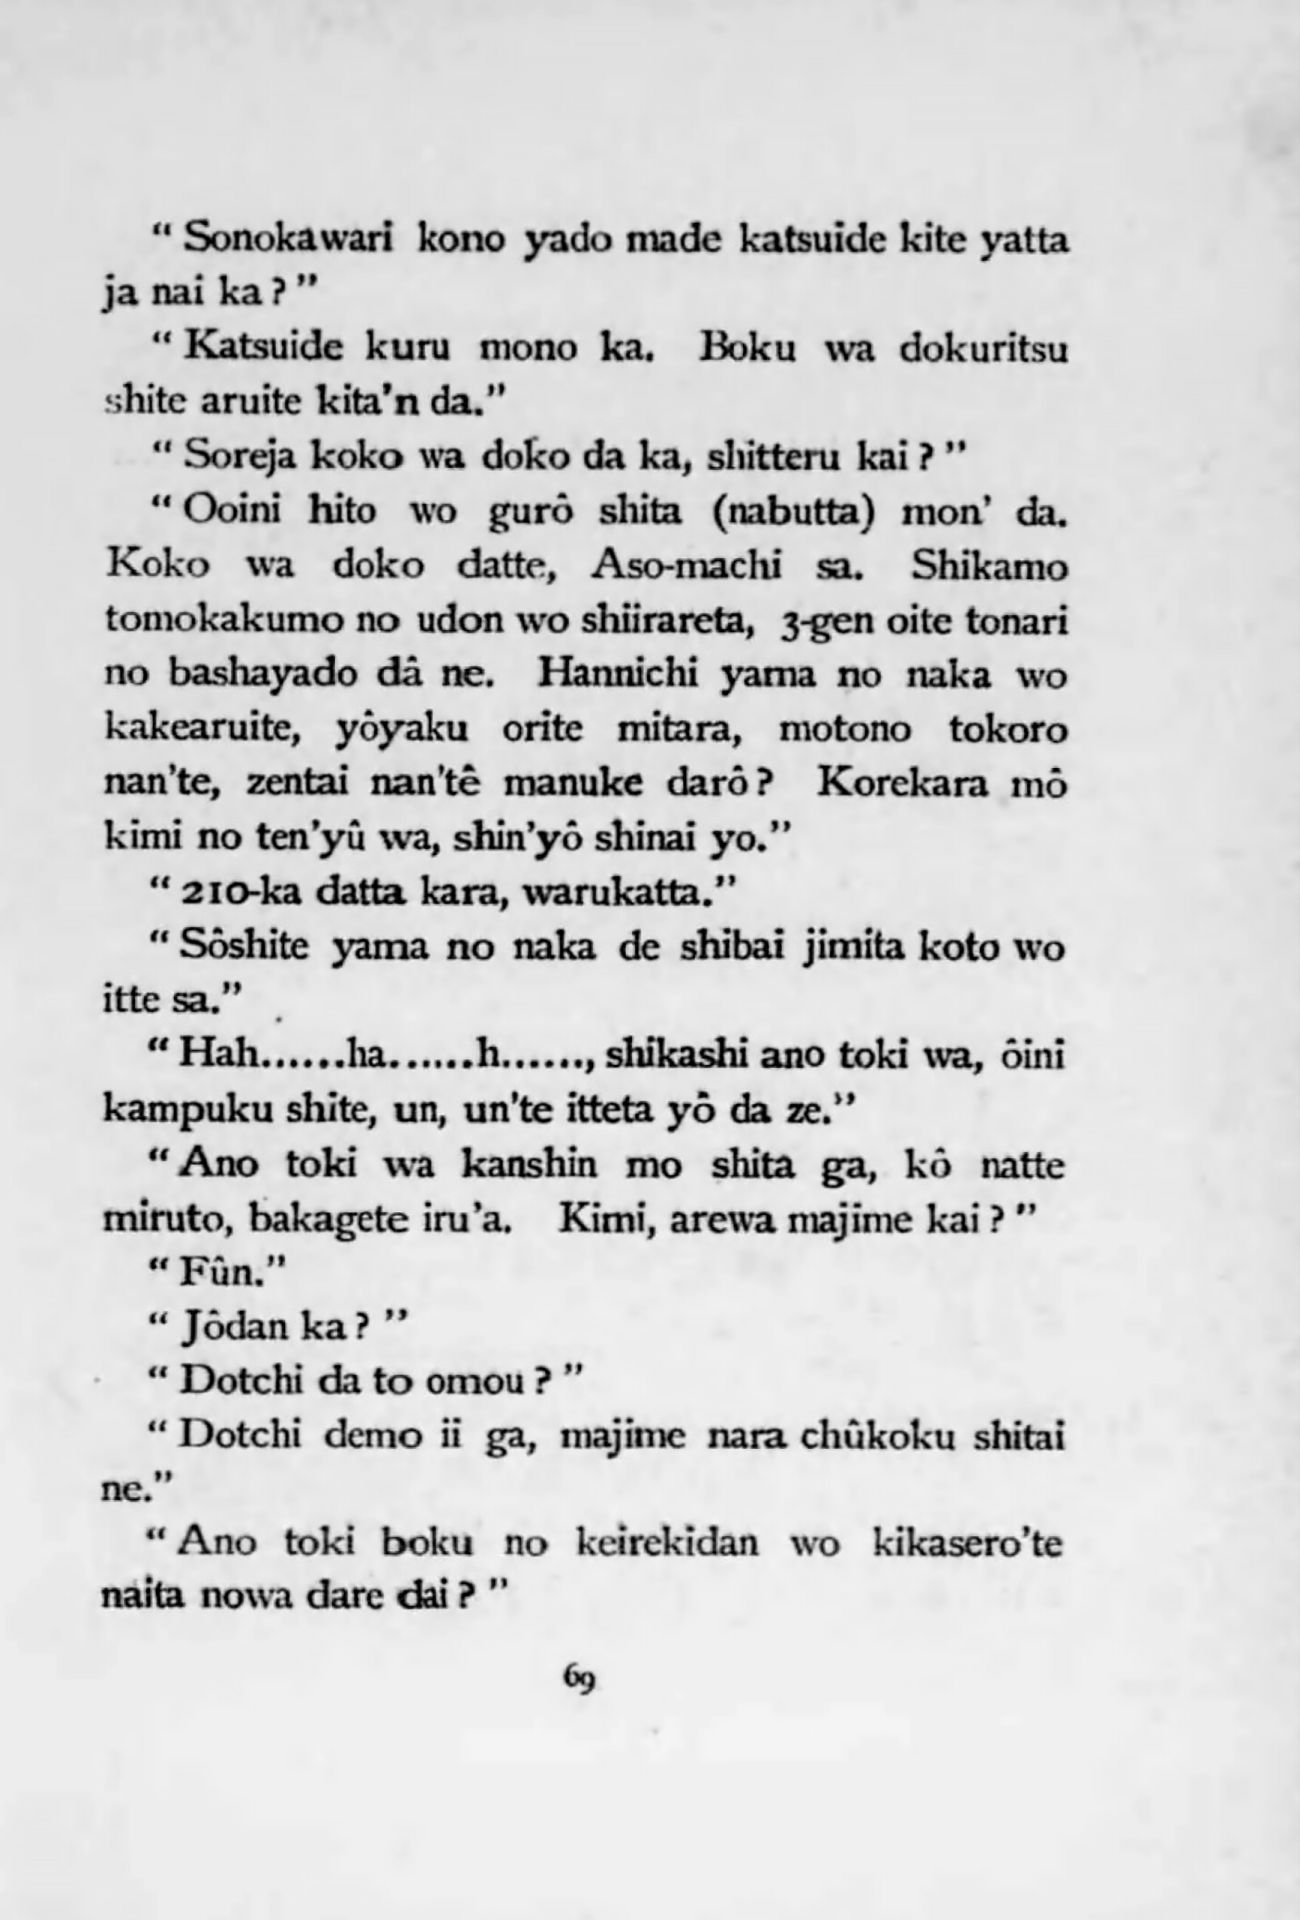 “ Sonokawari kono yado made katsuide kite yatta
ja nai ka ? ”
“ Katsuide kuru mono ka. Boku wa dokuritsu
shite aruite kita’n da.”
“ Soreja koko wa doko da ka, shitteru kai ? ”
“ Ooini hito wo gurô shita (nabutta) mon’ da.
Koko wa doko datte, Aso-machi sa. Shikamo
tomokakumo no udon wo shiirareta, 3-gen oite tonari
no bashayado dâ ne. Hannichi yama no naka wo
kakearuite, yôyaku orite mitara, motono tokoro
nan’te, zentai nan’tê manuke darô ? Korekara mô
kimi no ten’yû wa, shin’yô shinai yo.”
“ 210-ka datta kara, warukatta.”
“ Sôshite yama no naka de shibai jimita koto wo
itte sa.”
“ Hah......ha......h......, shikashi ano toki wa, ôini
kampuku shite, un, un’te itteta yô da ze.”
“ Ano toki wa kanshin mo shita ga, kô natte
miruto, bakagete iru’a. Kimi, arewa majime kai ? ”
“ Fûn.”
“ Jôdan ka ? ”
“ Dotchi da to omou ? ”
“ Dotchi demo ii ga, majime nara chûkoku shitai
ne.”
“ Ano toki boku no keirekidan wo kikasero’te
naita nowa dare dai ? ”
69